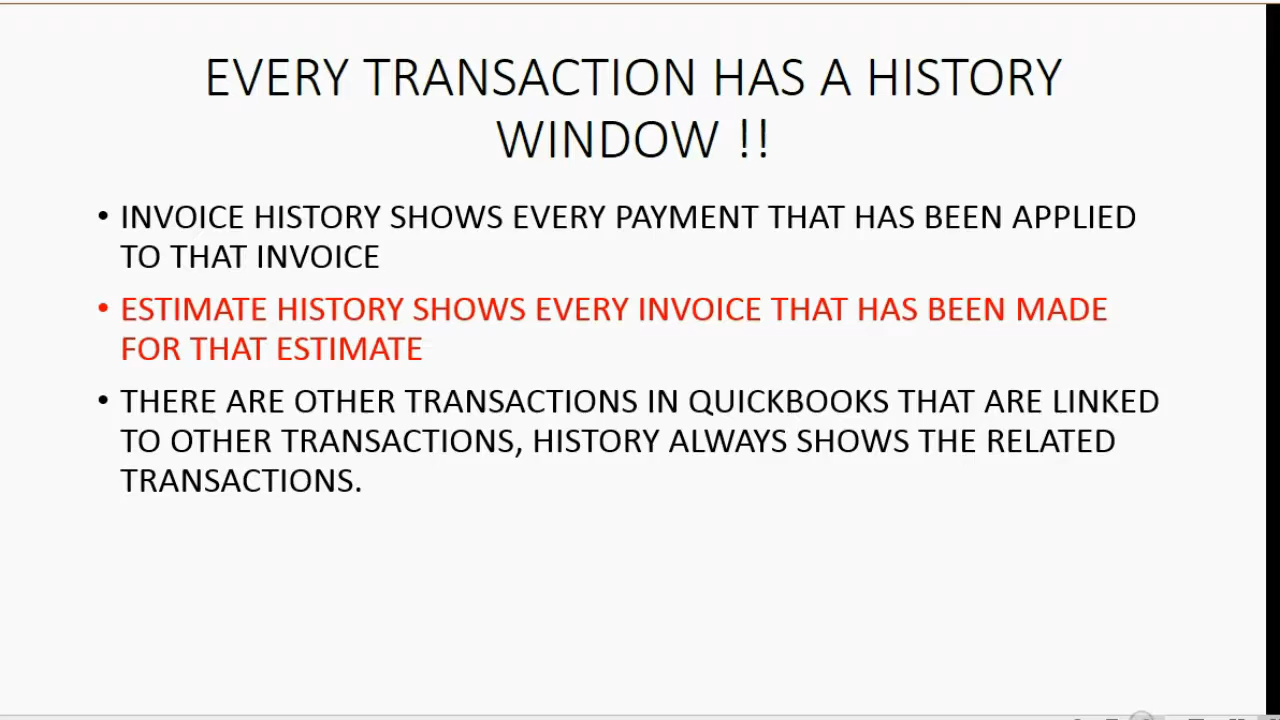 EVERY TRANSACTION HAS A HISTORY
WINDOW !!
• INVOICE HISTORY SHOWS EVERY PAYMENT THAT HAS BEEN APPLIED
TO THAT INVOICE
• ESTIMATE HISTORY SHOWS EVERY INVOICE THAT HAS BEEN MADE
FOR THAT ESTIMATE
• THERE ARE OTHER TRANSACTIONS IN QUICKBOOKS THAT ARE LINKED
TO OTHER TRANSACTIONS, HISTORY ALWAYS SHOWS THE RELATED
TRANSACTIONS.